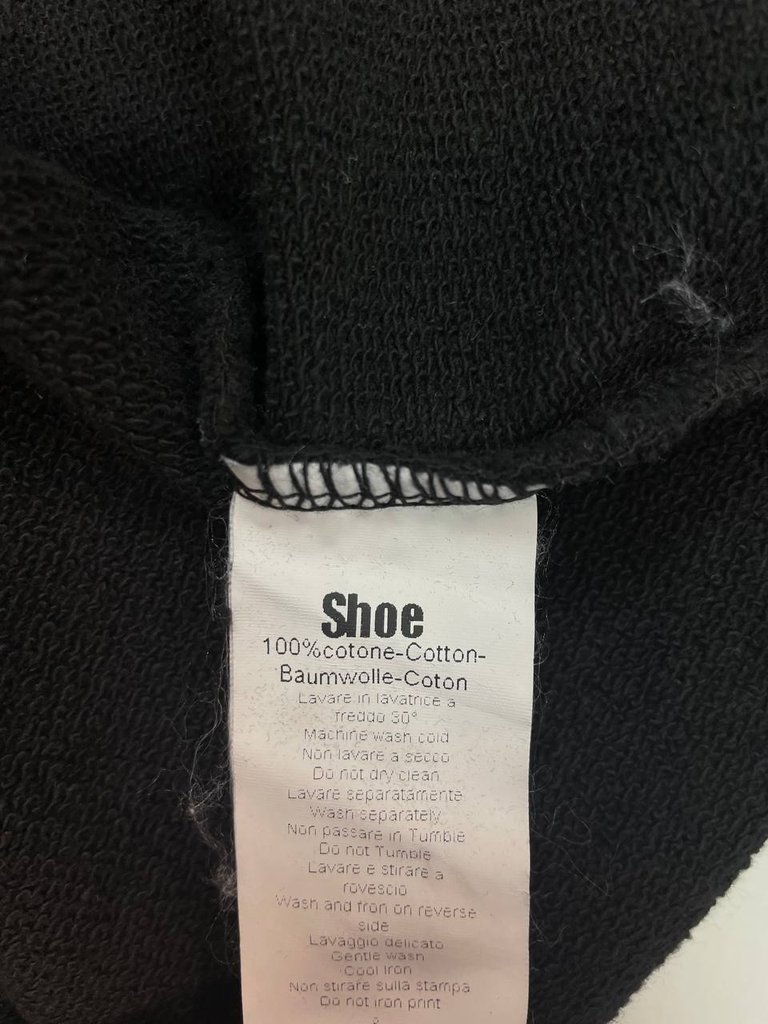 Shoe
100%cotone-Cotton-
Baumwolle-Coton
Lavare in lavatrice a
freddo 30°
Machine wash cold
Non lavare a secco
Do not dry clean
Lavare separatamente
Wash separately
Non passare in Tumble
Do not Tumble
Lavare e stirare a
rovescio
Wash and fron on reverse
side
Lavaggio delicato
Gentle wash
Cool Iron
Non stirare sulla stampa
Do not iron print